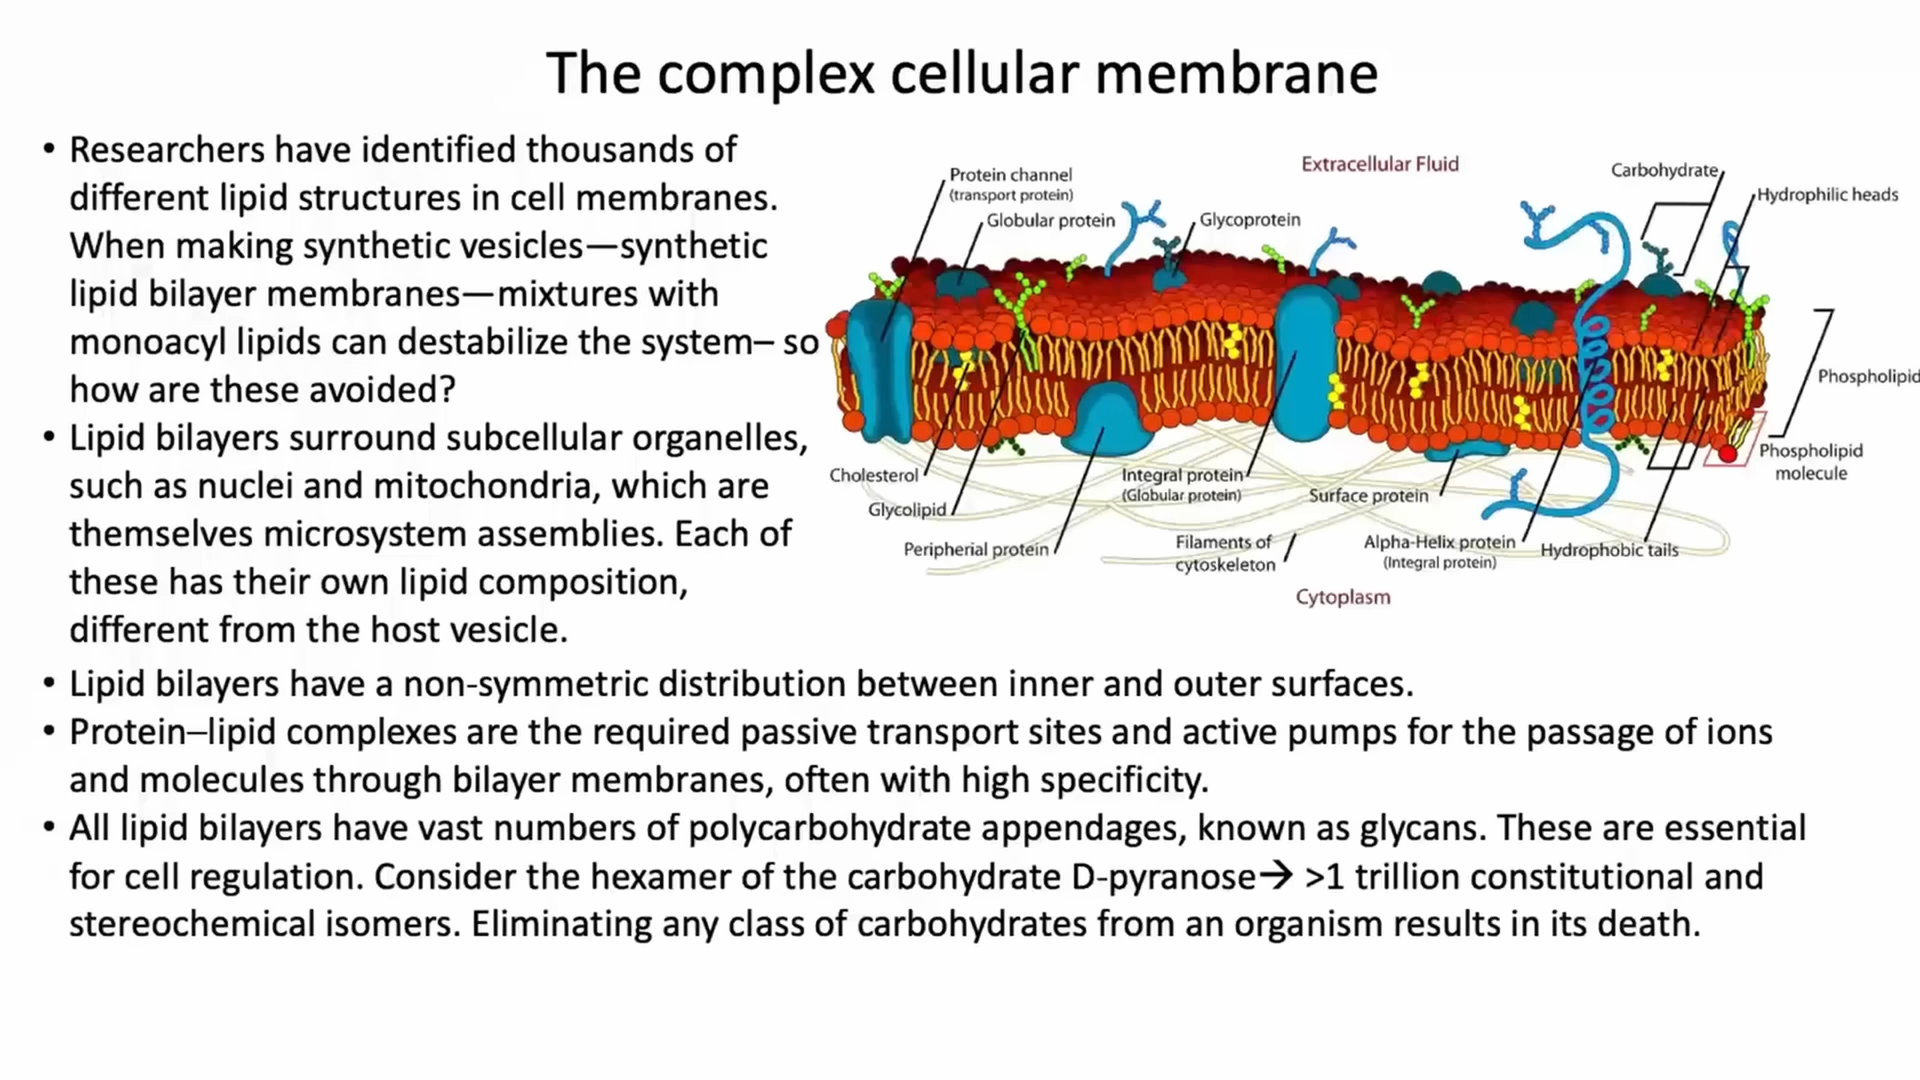 The complex cellular membrane
• Researchers have identified thousands of
different lipid structures in cell membranes.
When making synthetic vesicles—synthetic
lipid bilayer membranes—mixtures with
monoacyl lipids can destabilize the system– so
how are these avoided?
• Lipid bilayers surround subcellular organelles,
such as nuclei and mitochondria, which are
themselves microsystem assemblies. Each of
these has their own lipid composition,
different from the host vesicle.
• Lipid bilayers have a non-symmetric distribution between inner and outer surfaces.
• Protein–lipid complexes are the required passive transport sites and active pumps for the passage of ions
and molecules through bilayer membranes, often with high specificity.
• All lipid bilayers have vast numbers of polycarbohydrate appendages, known as glycans. These are essential
for cell regulation. Consider the hexamer of the carbohydrate D-pyranose→ >1 trillion constitutional and
stereochemical isomers. Eliminating any class of carbohydrates from an organism results in its death.
Extracellular Fluid
Protein channel
(transport protein)
Globular protein
Glycoprotein
Carbohydrate
Hydrophilic heads
Phospholipid
Phospholipid
molecule
Cholesterol
Glycolipid
Peripherial protein
Integral protein
(Globular protein)
Surface protein
Filaments of
cytoskeleton
Alpha-Helix protein
(Integral protein)
Hydrophobic tails
Cytoplasm